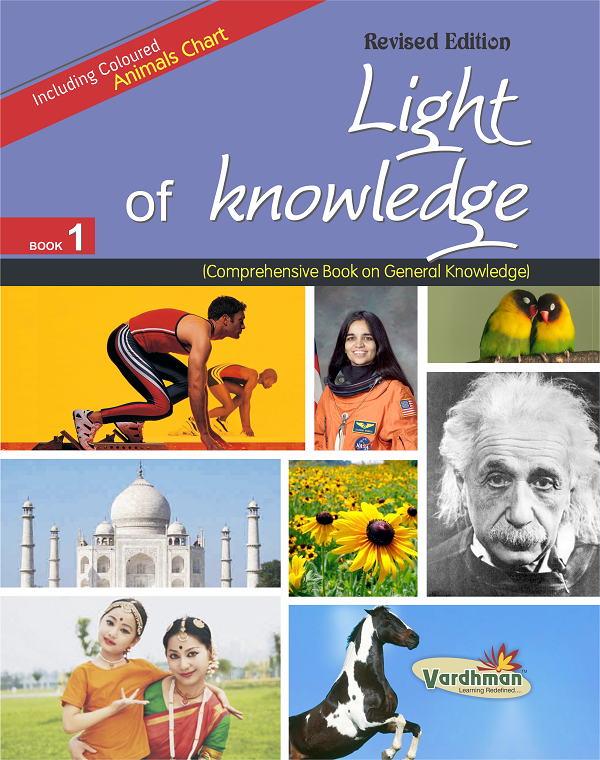 Including Coloured
Animals Chart
Revised Edition
Light
of knowledge
BOOK 1
(Comprehensive Book on General Knowledge)
NASA
Vardhman
Learning Redefined....